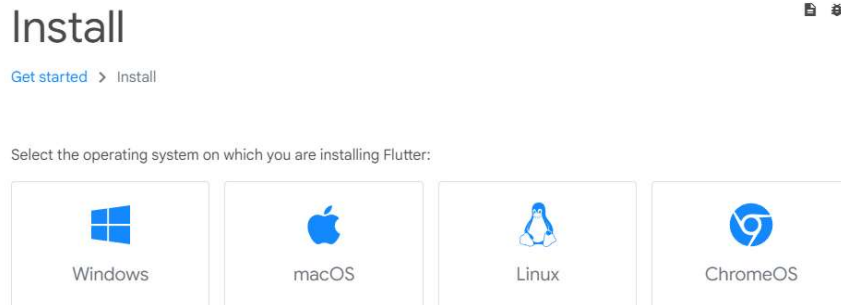 Install
Get started > Install
Select the operating system on which you are installing Flutter:
Windows macOS Linux ChromeOS